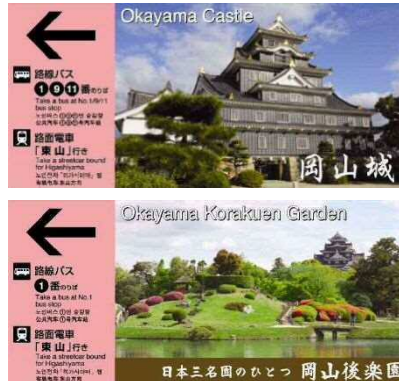 Okayama Castle
路線バス
1 9 11 番のりば
Take a bus at No.1/9/11
bus stop
路面電車
「東山」行き
Take a streetcar bound
for Higashiyama
岡山城
Okayama Korakuen Garden
路線バス
1 番のりば
Take a bus at No.1
bus stop
路面電車
「東山」行き
Take a streetcar bound
for Higashiyama
日本三名園のひとつ 岡山後楽園